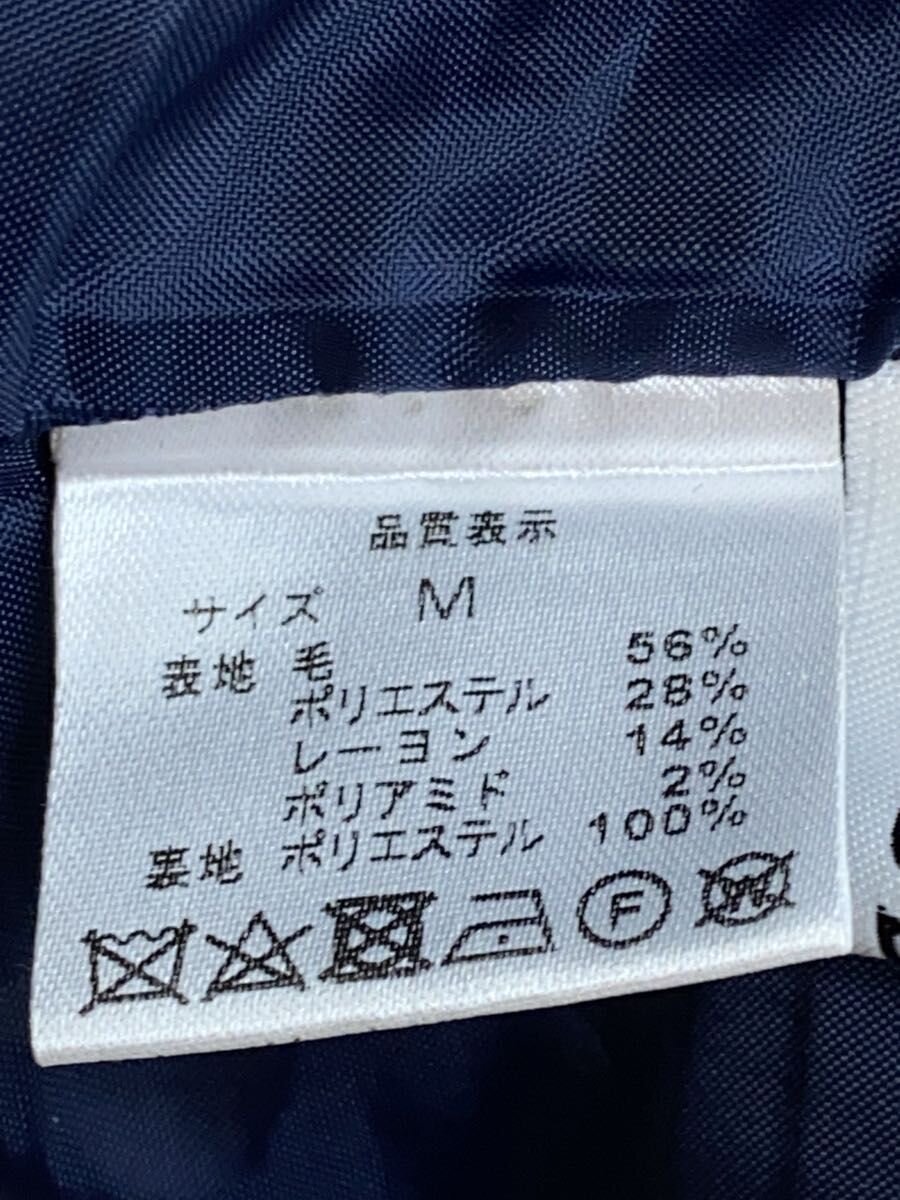 品質表示
サイズ M
表地 毛 56%
ポリエステル 28%
レーヨン 14%
ポリアミド 2%
裏地 ポリエステル 100%
F W